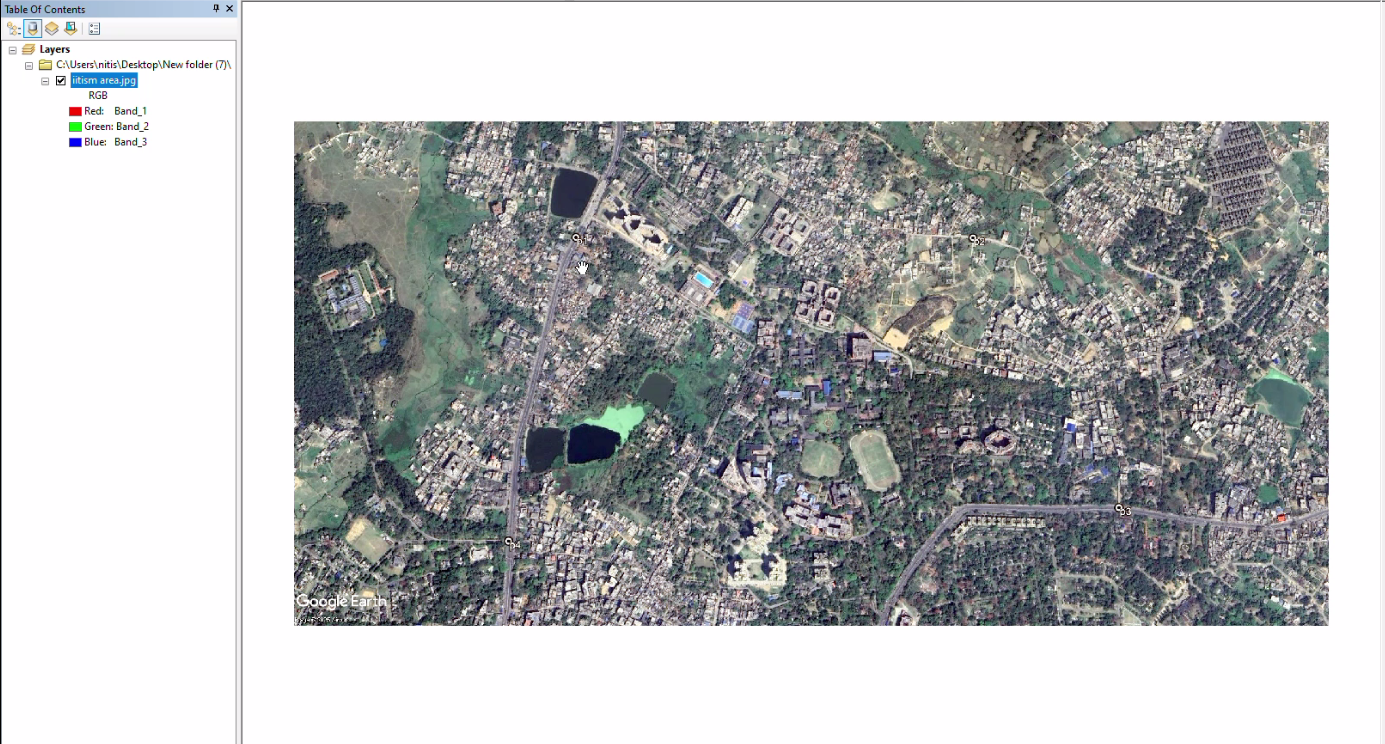 Table Of Contents
Layers
C:\Users\nitis\Desktop\New folder (7)\
iitism area.jpg
RGB
Red: Band_1
Green: Band_2
Blue: Band_3
Google Earth